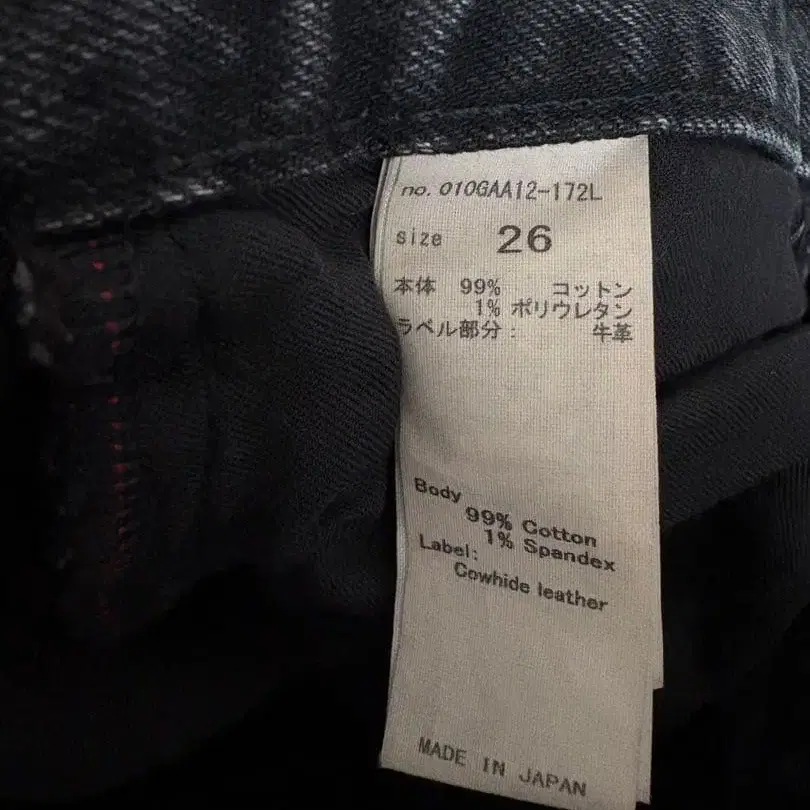 no. 010GAA12-172L
size 26
本体 99% コットン
1% ポリウレタン
ラベル部分: 牛革
Body
99% Cotton
1% Spandex
Label:
Cowhide leather
MADE IN JAPAN